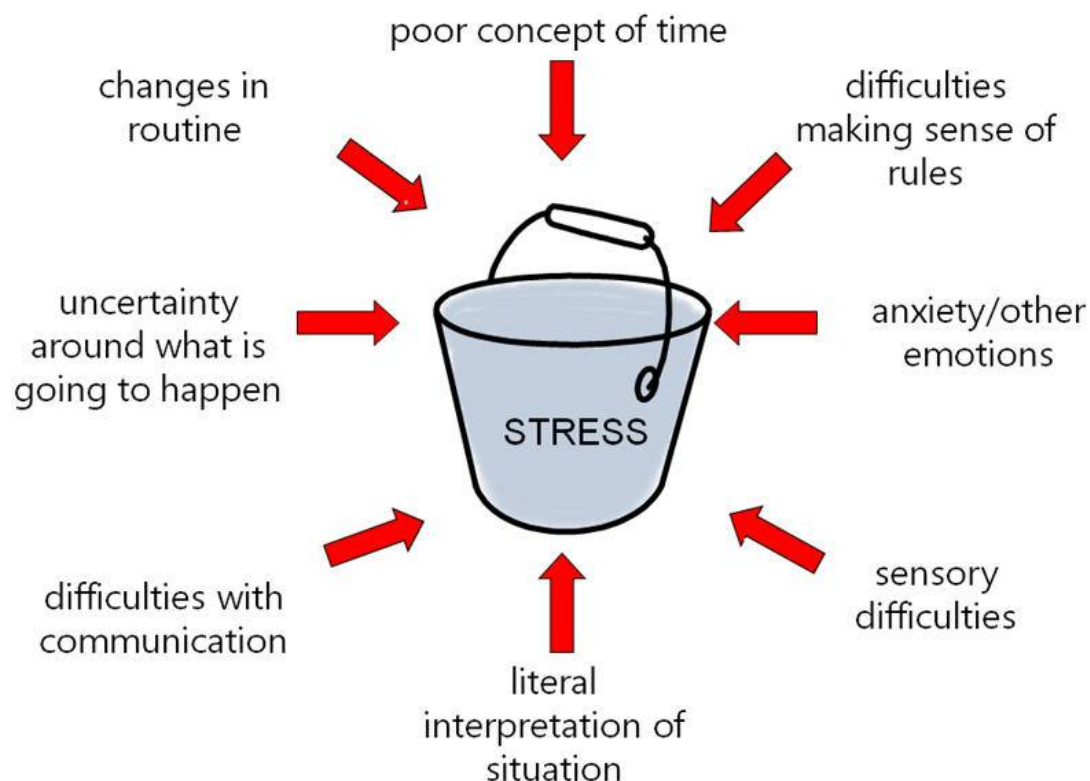 poor concept of time
changes in
routine
difficulties
making sense of
rules
uncertainty
around what is
going to happen
anxiety/other
emotions
STRESS
difficulties with
communication
sensory
difficulties
literal
interpretation of
situation